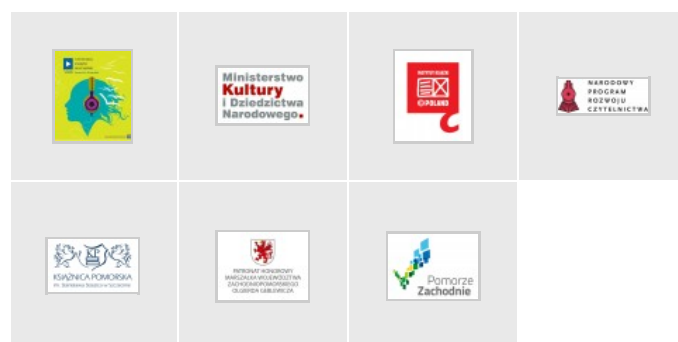 Ministerstwo
Kultury
i Dziedzictwa
Narodowego.
INSTYTUT KSIĄŻKI
©POLAND
NARODOWY
PROGRAM
ROZWOJU
CZYTELNICTWA
KSIĄŻNICA POMORSKA
im. Stanisława Staszica w Szczecinie
PATRONAT HONOROWY
MARSZAŁKA WOJEWÓDZTWA
ZACHODNIOPOMORSKIEGO
OLGIERDA GEBLEWICZA
Pomorze
Zachodnie